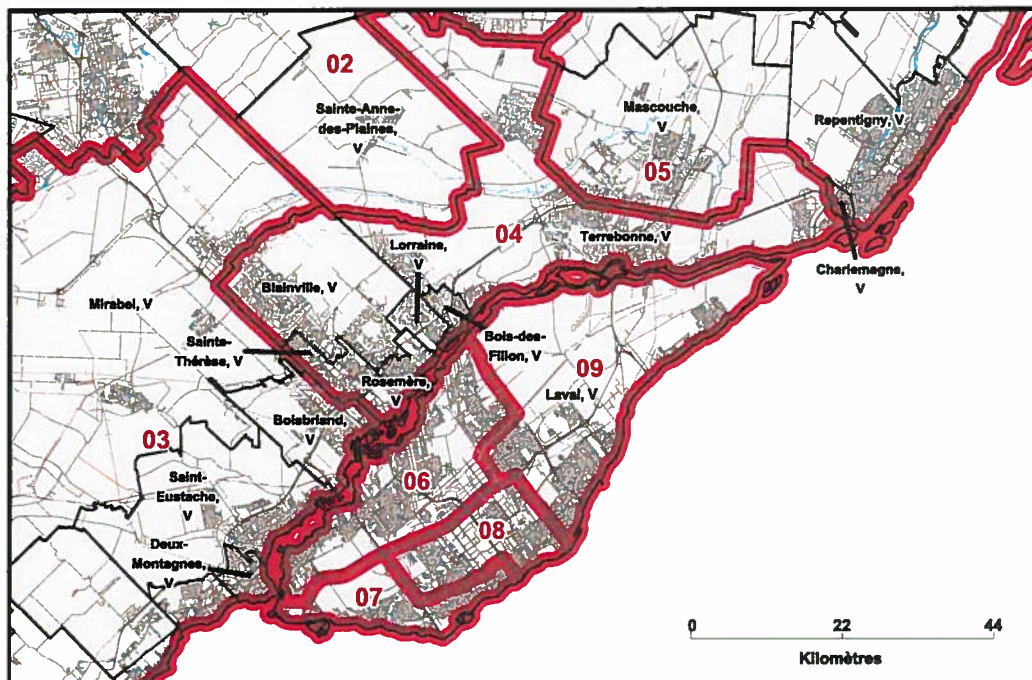 02
Sainte-Anne-
des-Plaines,
V
Mascouche,
V
Repentigny, V
05
04
Lorraine,
V
Terrebonne, V
Charlemagne,
V
Mirabel, V
Blainville, V
Bois-des-
Filion, V
Sainte-
Thérèse, V
Rosemère,
V
09
Laval, V
Boisbriand,
V
03
Saint-
Eustache,
V
06
08
Deux-
Montagnes,
V
07
0 22 44
Kilomètres